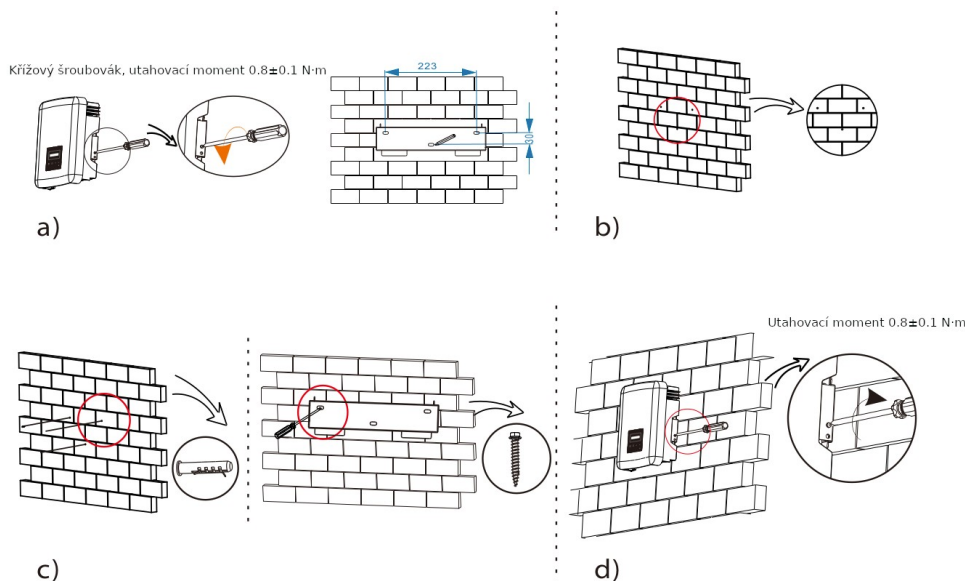 Křížový šroubovák, utahovací moment 0.8±0.1 N·m
223
30
a)
b)
Utahovací moment 0.8±0.1 N·m
c)
d)